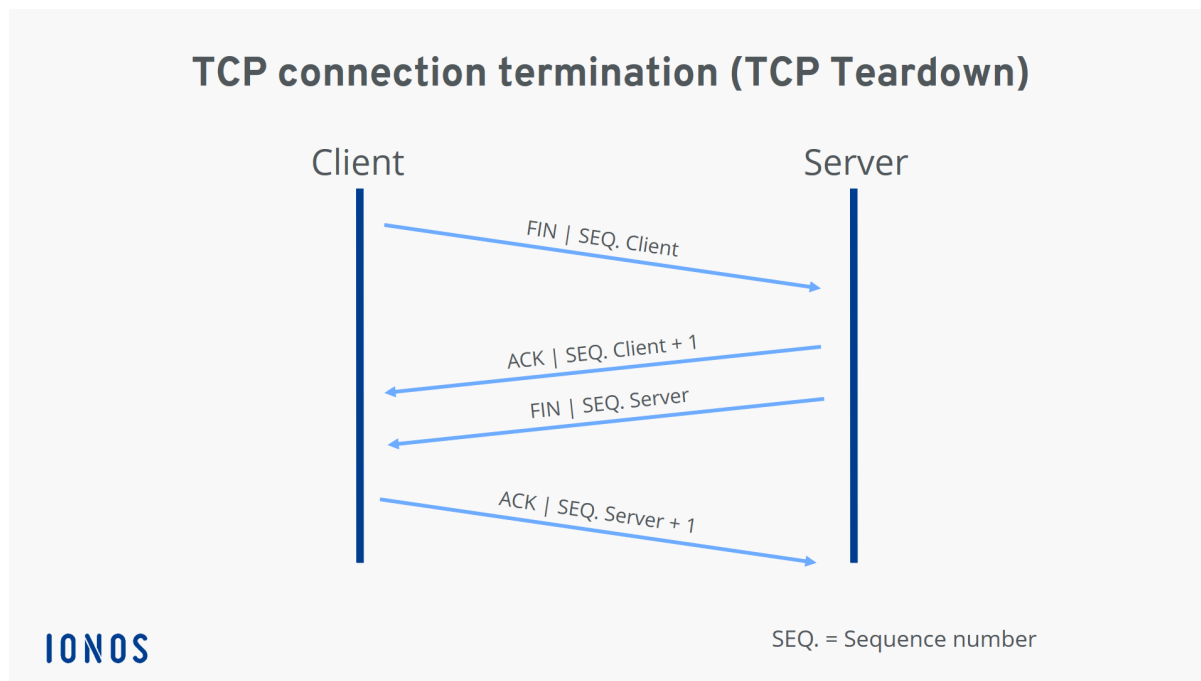 TCP connection termination (TCP Teardown)
Client
Server
FIN | SEQ. Client
ACK | SEQ. Client + 1
FIN | SEQ. Server
ACK | SEQ. Server + 1
IONOS
SEQ. = Sequence number